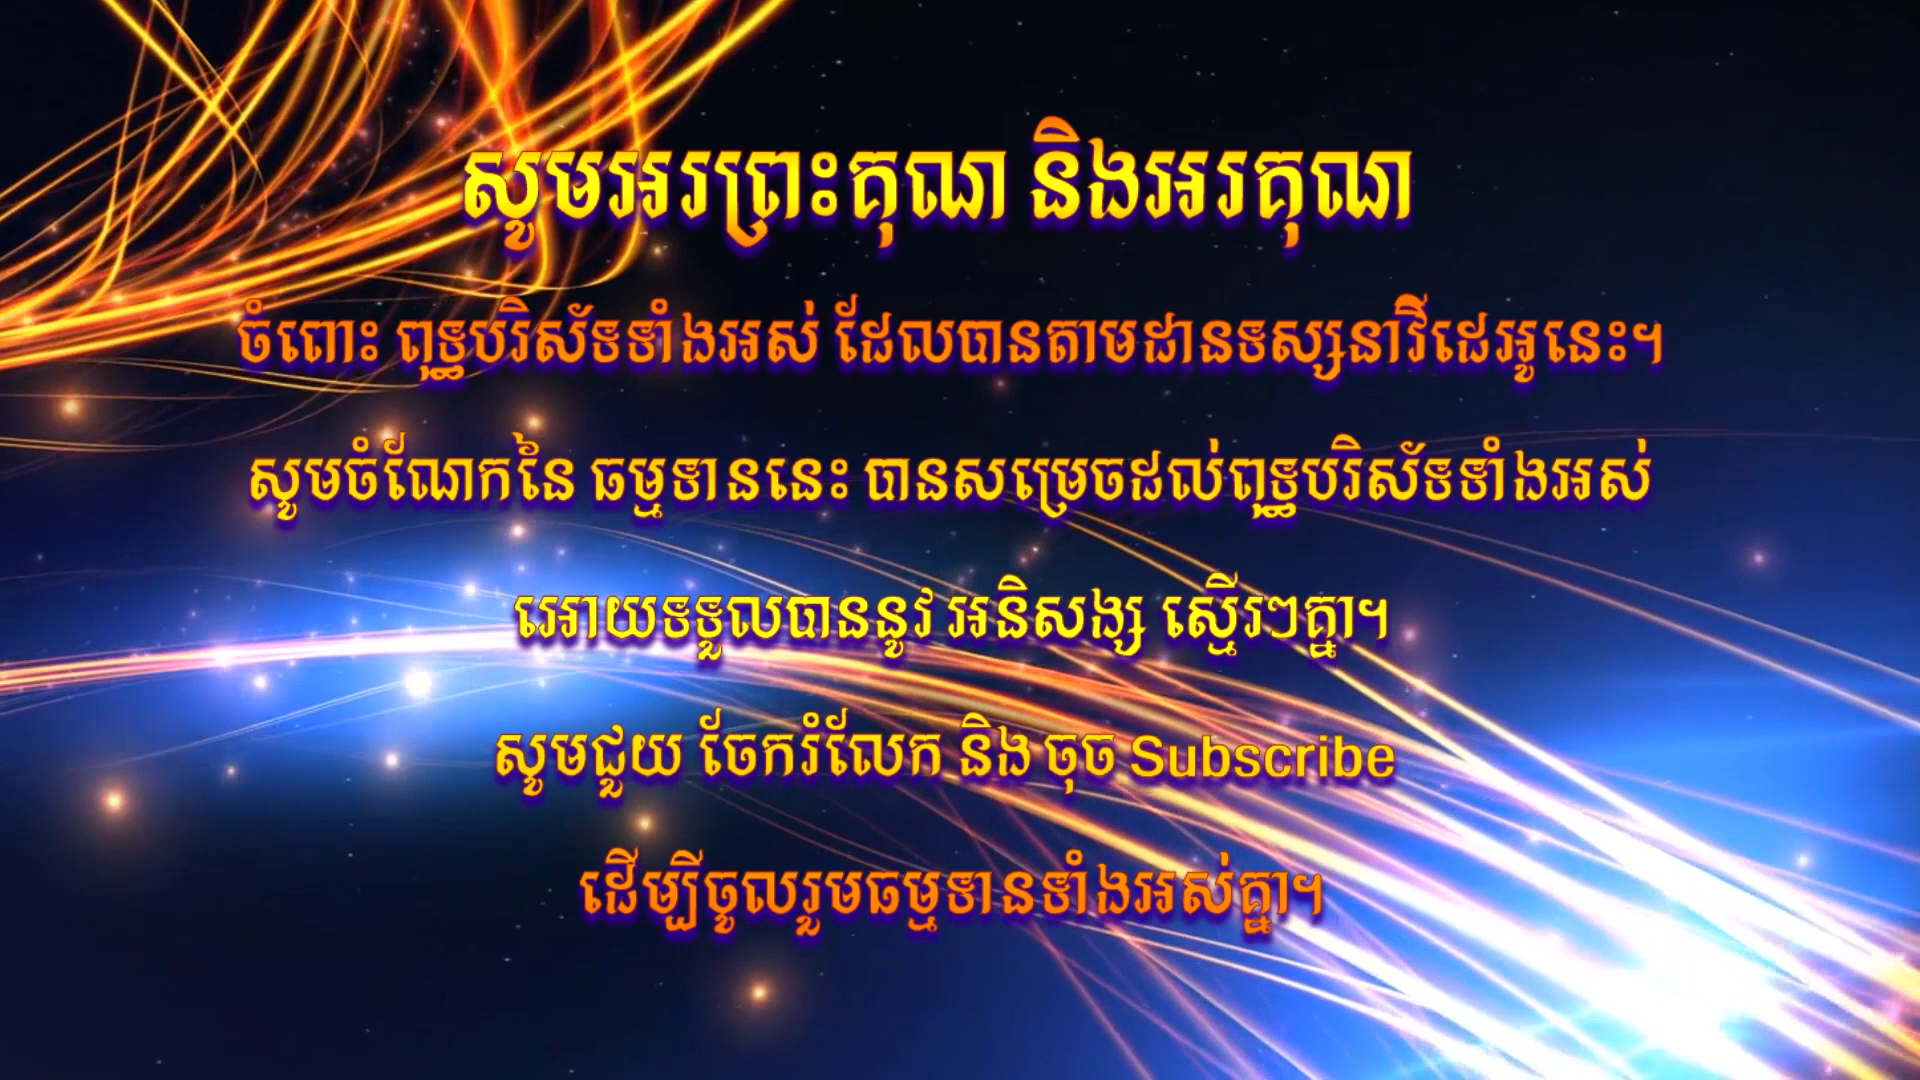 សូមអរព្រះគុណ និងអរគុណ
ចំពោះ ពុទ្ធបរិស័ទទាំងអស់ ដែលបានតាមដានទស្សនាវីដេអូនេះ។
សូមចំណែកនៃ ធម្មទាននេះ បានសម្រេចដល់ពុទ្ធបរិស័ទទាំងអស់
អោយទទួលបាននូវ អនិសង្ស ស្មើរៗគ្នា។
សូមជួយ ចែករំលែក និង ចុច Subscribe
ដើម្បីចូលរួមធម្មទានទាំងអស់គ្នា។